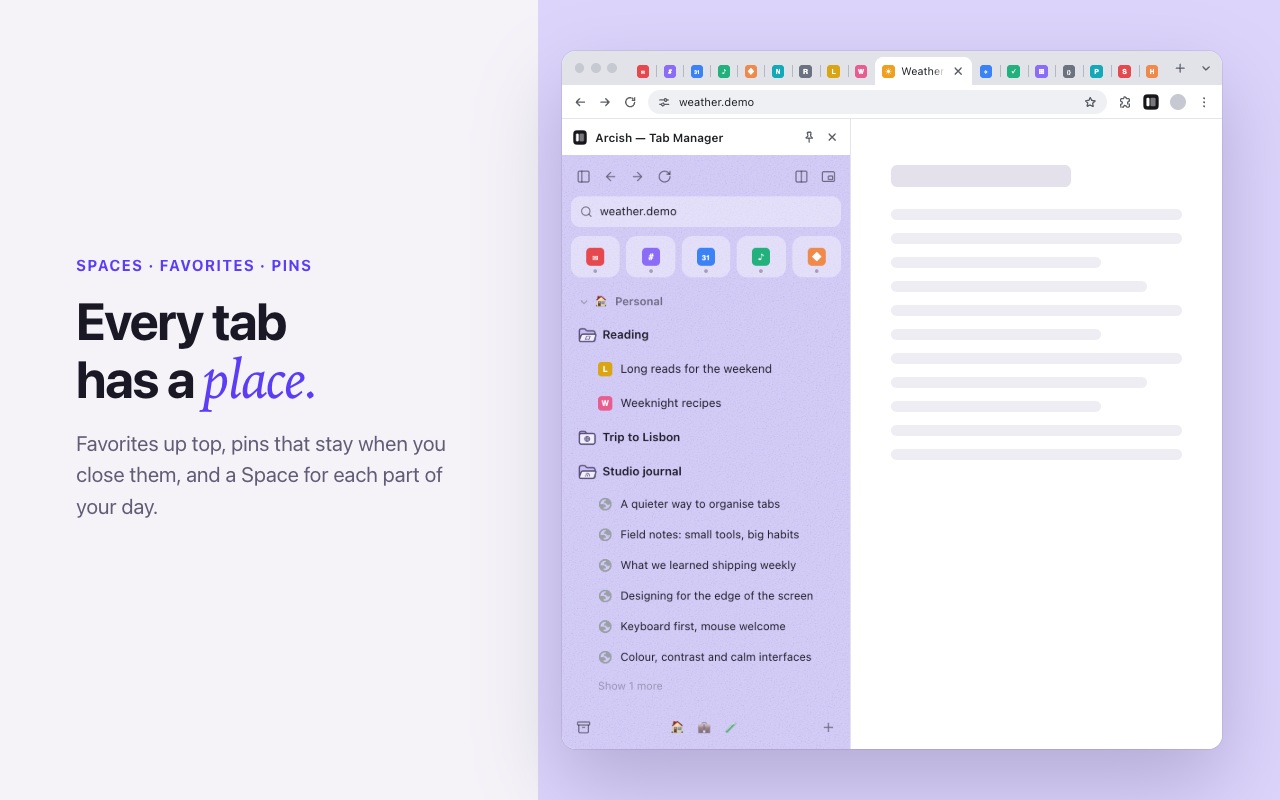 SPACES · FAVORITES · PINS
Every tab
has a place.
Favorites up top, pins that stay when you
close them, and a Space for each part of
your day.
Weather
weather.demo
Arcish — Tab Manager
weather.demo
Personal
Reading
L Long reads for the weekend
W Weeknight recipes
Trip to Lisbon
Studio journal
A quieter way to organise tabs
Field notes: small tools, big habits
What we learned shipping weekly
Designing for the edge of the screen
Keyboard first, mouse welcome
Colour, contrast and calm interfaces
Show 1 more